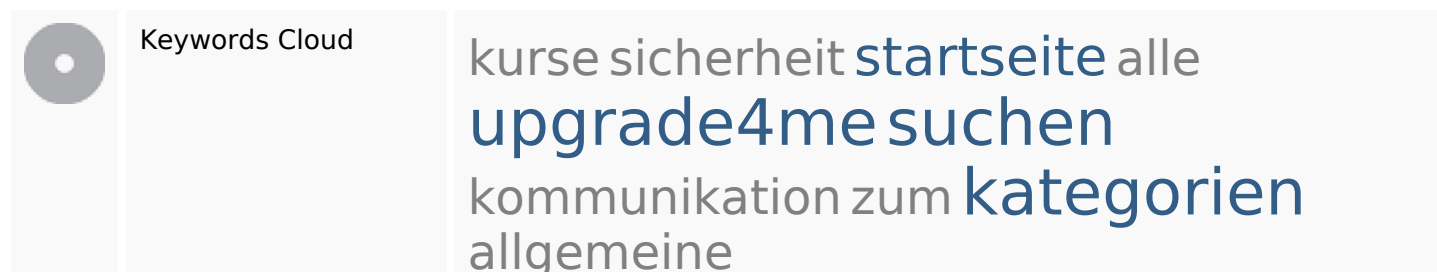 Keywords Cloud
kurse sicherheit startseite alle
upgrade4me suchen
kommunikation zum kategorien
allgemeine